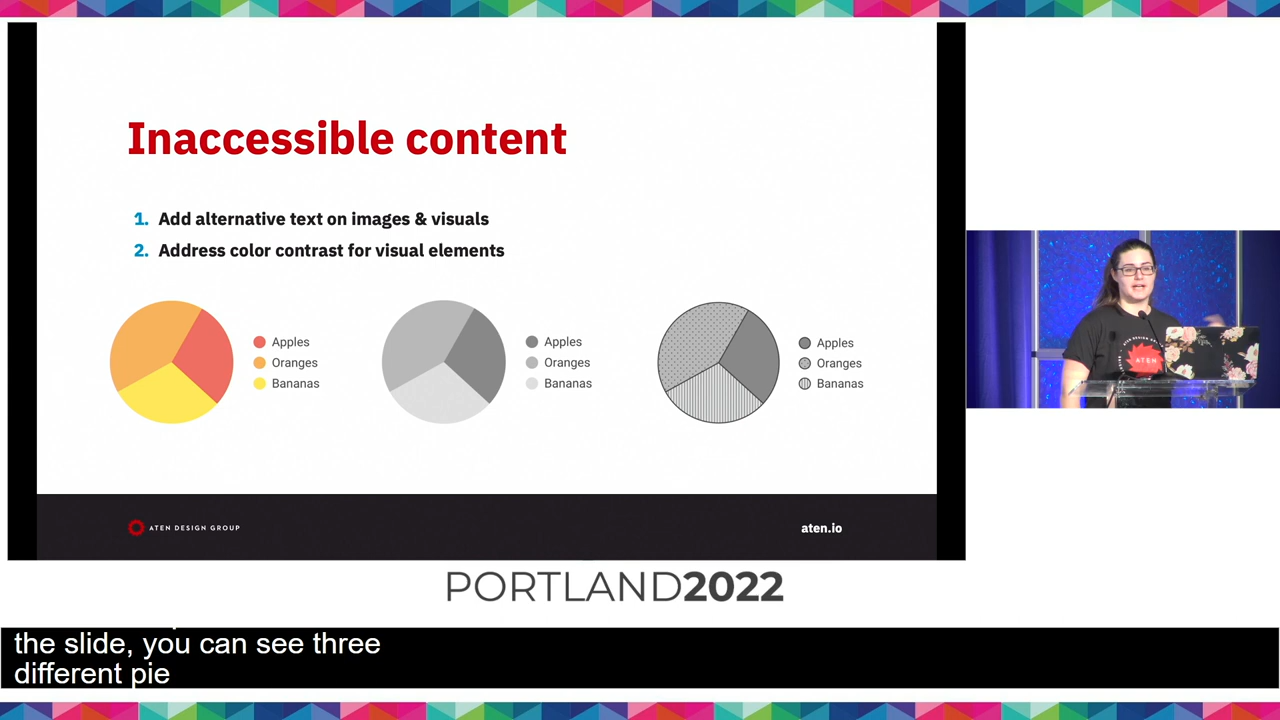 Inaccessible content
1. Add alternative text on images & visuals
2. Address color contrast for visual elements
Apples
Oranges
Bananas
Apples
Oranges
Bananas
Apples
Oranges
Bananas
ATEN
ATEN DESIGN GROUP
aten.io
PORTLAND2022
the slide, you can see three
different pie